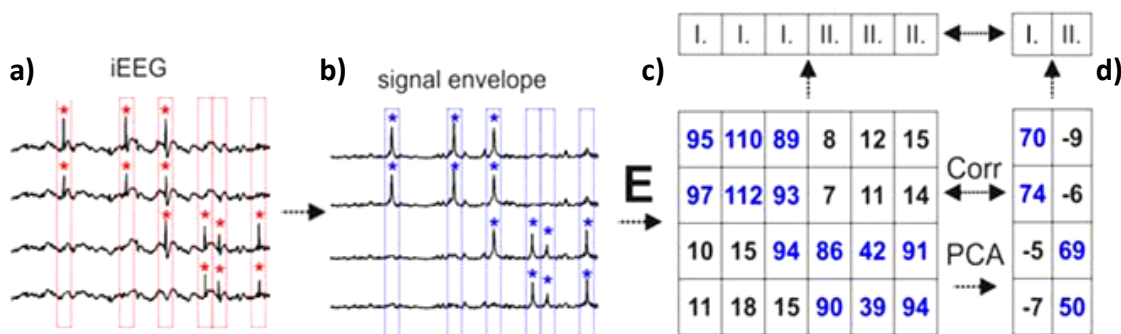 I. I. I. II. II. II. I. II.
a) iEEG b) signal envelope c) d)
95 110 89 8 12 15 70 -9
E Corr
97 112 93 7 11 14 74 -6
10 15 94 86 42 91 PCA -5 69
11 18 15 90 39 94 -7 50